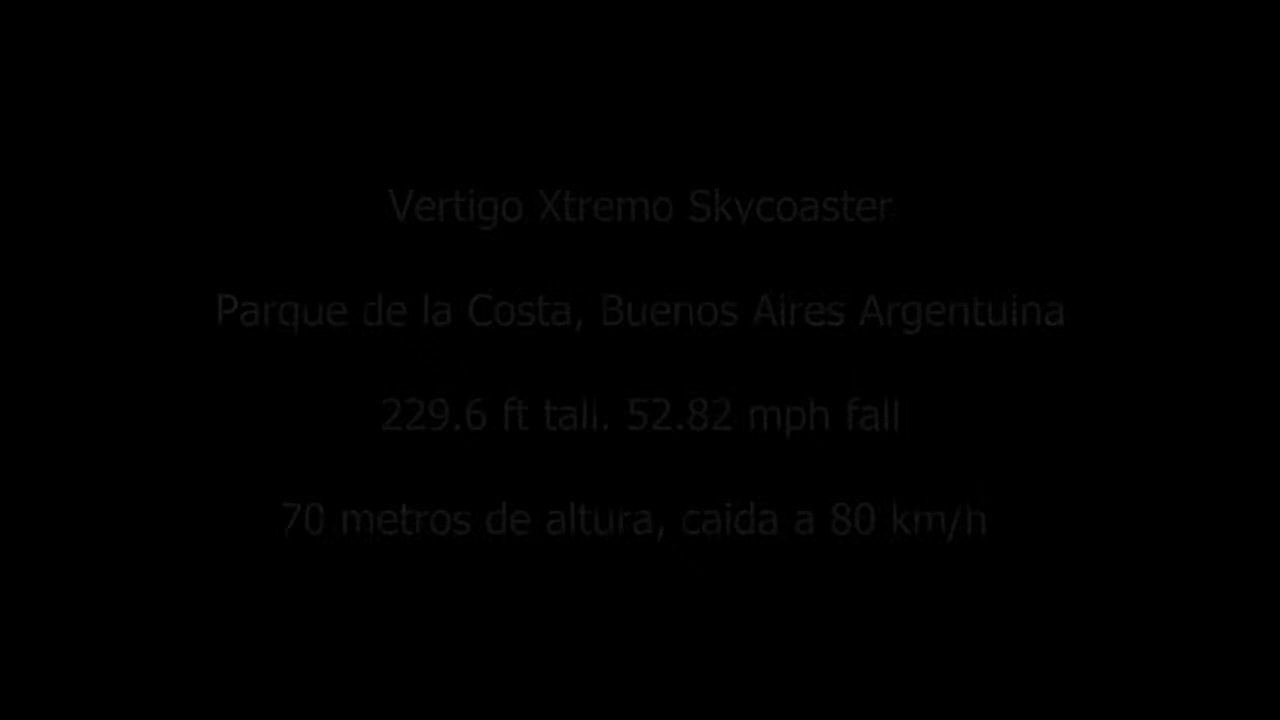 Vertigo Xtremo Skycoaster
Parque de la Costa, Buenos Aires Argentuina
229.6 ft tall. 52.82 mph fall
70 metros de altura, caida a 80 km/h